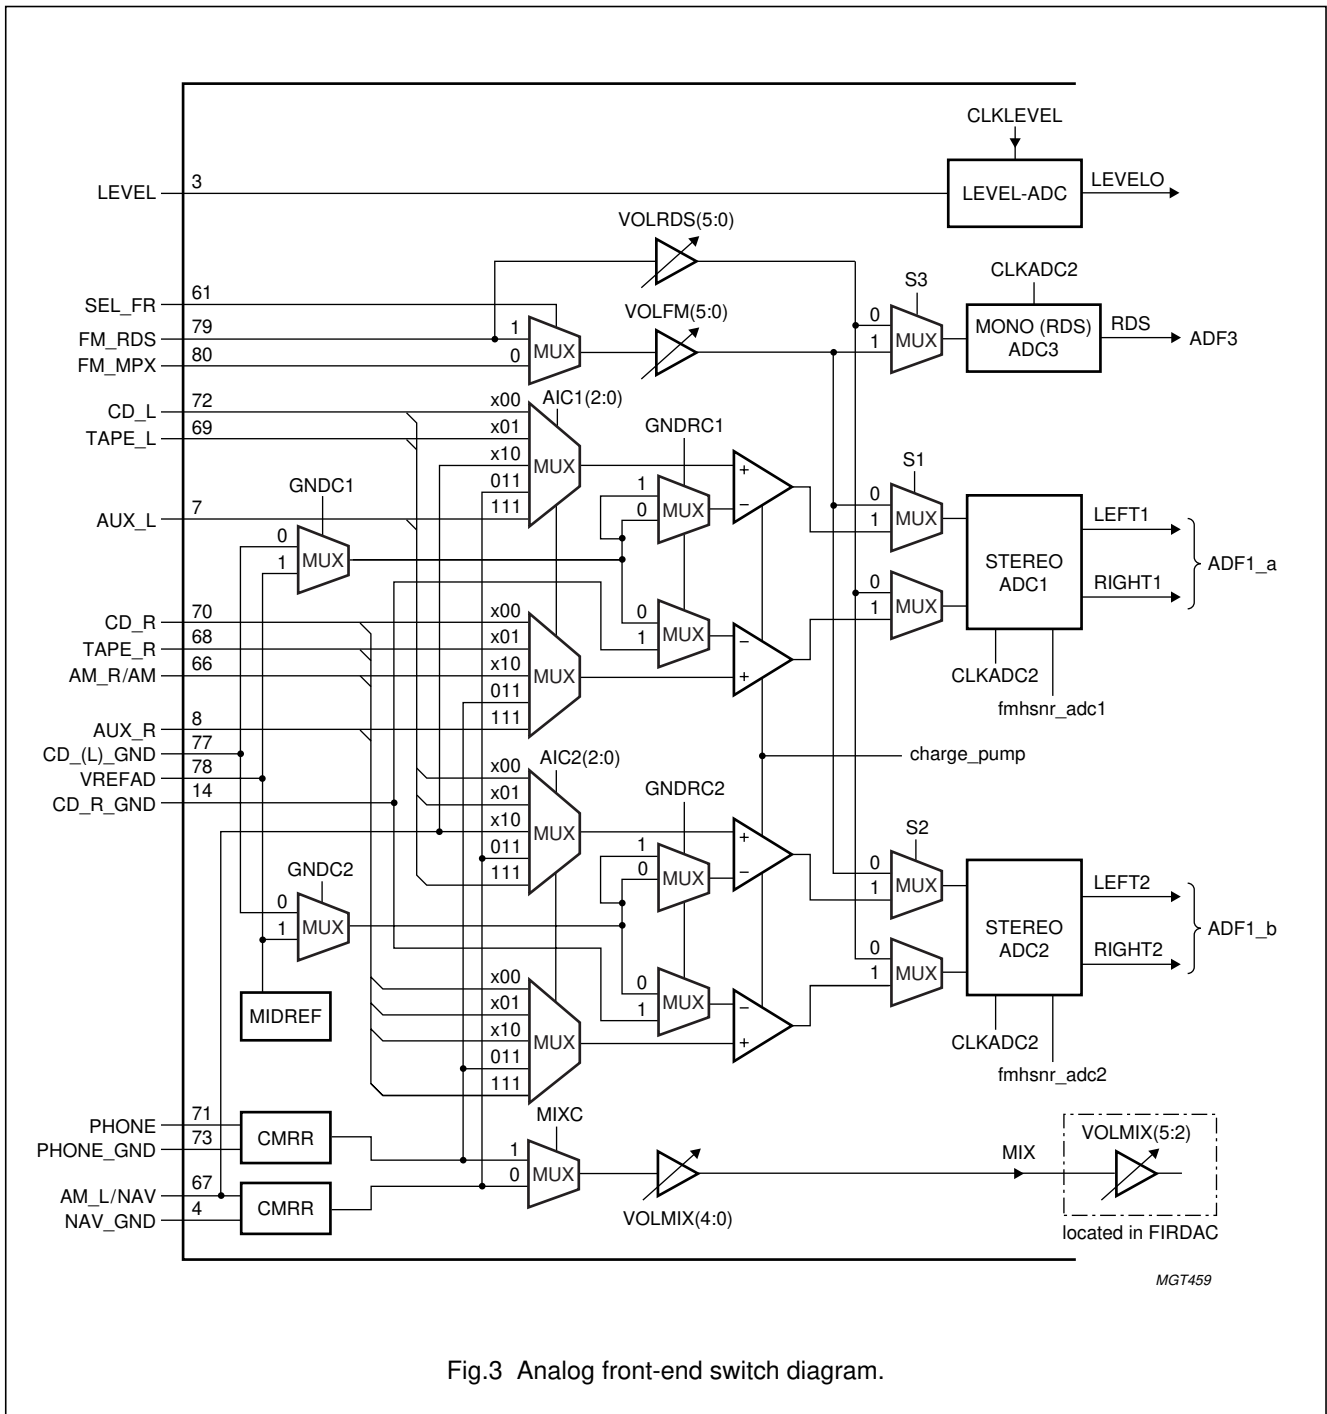 CLKLEVEL
LEVEL
3
LEVEL-ADC
LEVELO
VOLRDS(5:0)
SEL_FR
61
VOLFM(5:0)
S3
CLKADC2
FM_RDS
79
1
MUX
0
MUX
1
MONO (RDS)
ADC3
RDS
ADF3
FM_MPX
80
0
CD_L
72
x00
AIC1(2:0)
TAPE_L
69
x01
GNDRC1
x10
MUX
+
S1
GNDC1
011
1
MUX
0
−
0
MUX
1
AUX_L
7
111
0
MUX
1
STEREO
ADC1
LEFT1
ADF1_a
0
MUX
1
RIGHT1
CD_R
70
x00
0
MUX
1
−
TAPE_R
68
x01
AM_R/AM
66
x10
MUX
+
CLKADC2
011
fmhsnr_adc1
AUX_R
8
111
CD_(L)_GND
77
AIC2(2:0)
charge_pump
VREFAD
78
x00
GNDRC2
CD_R_GND
14
x01
x10
MUX
+
S2
011
1
MUX
0
−
0
MUX
1
GNDC2
111
0
MUX
1
STEREO
ADC2
LEFT2
ADF1_b
0
MUX
1
RIGHT2
x00
0
MUX
1
−
MIDREF
x01
x10
MUX
+
CLKADC2
011
fmhsnr_adc2
111
PHONE
71
CMRR
MIXC
VOLMIX(5:2)
PHONE_GND
73
1
MUX
0
MIX
AM_L/NAV
67
CMRR
NAV_GND
4
VOLMIX(4:0)
located in FIRDAC
MGT459
Fig.3 Analog front-end switch diagram.